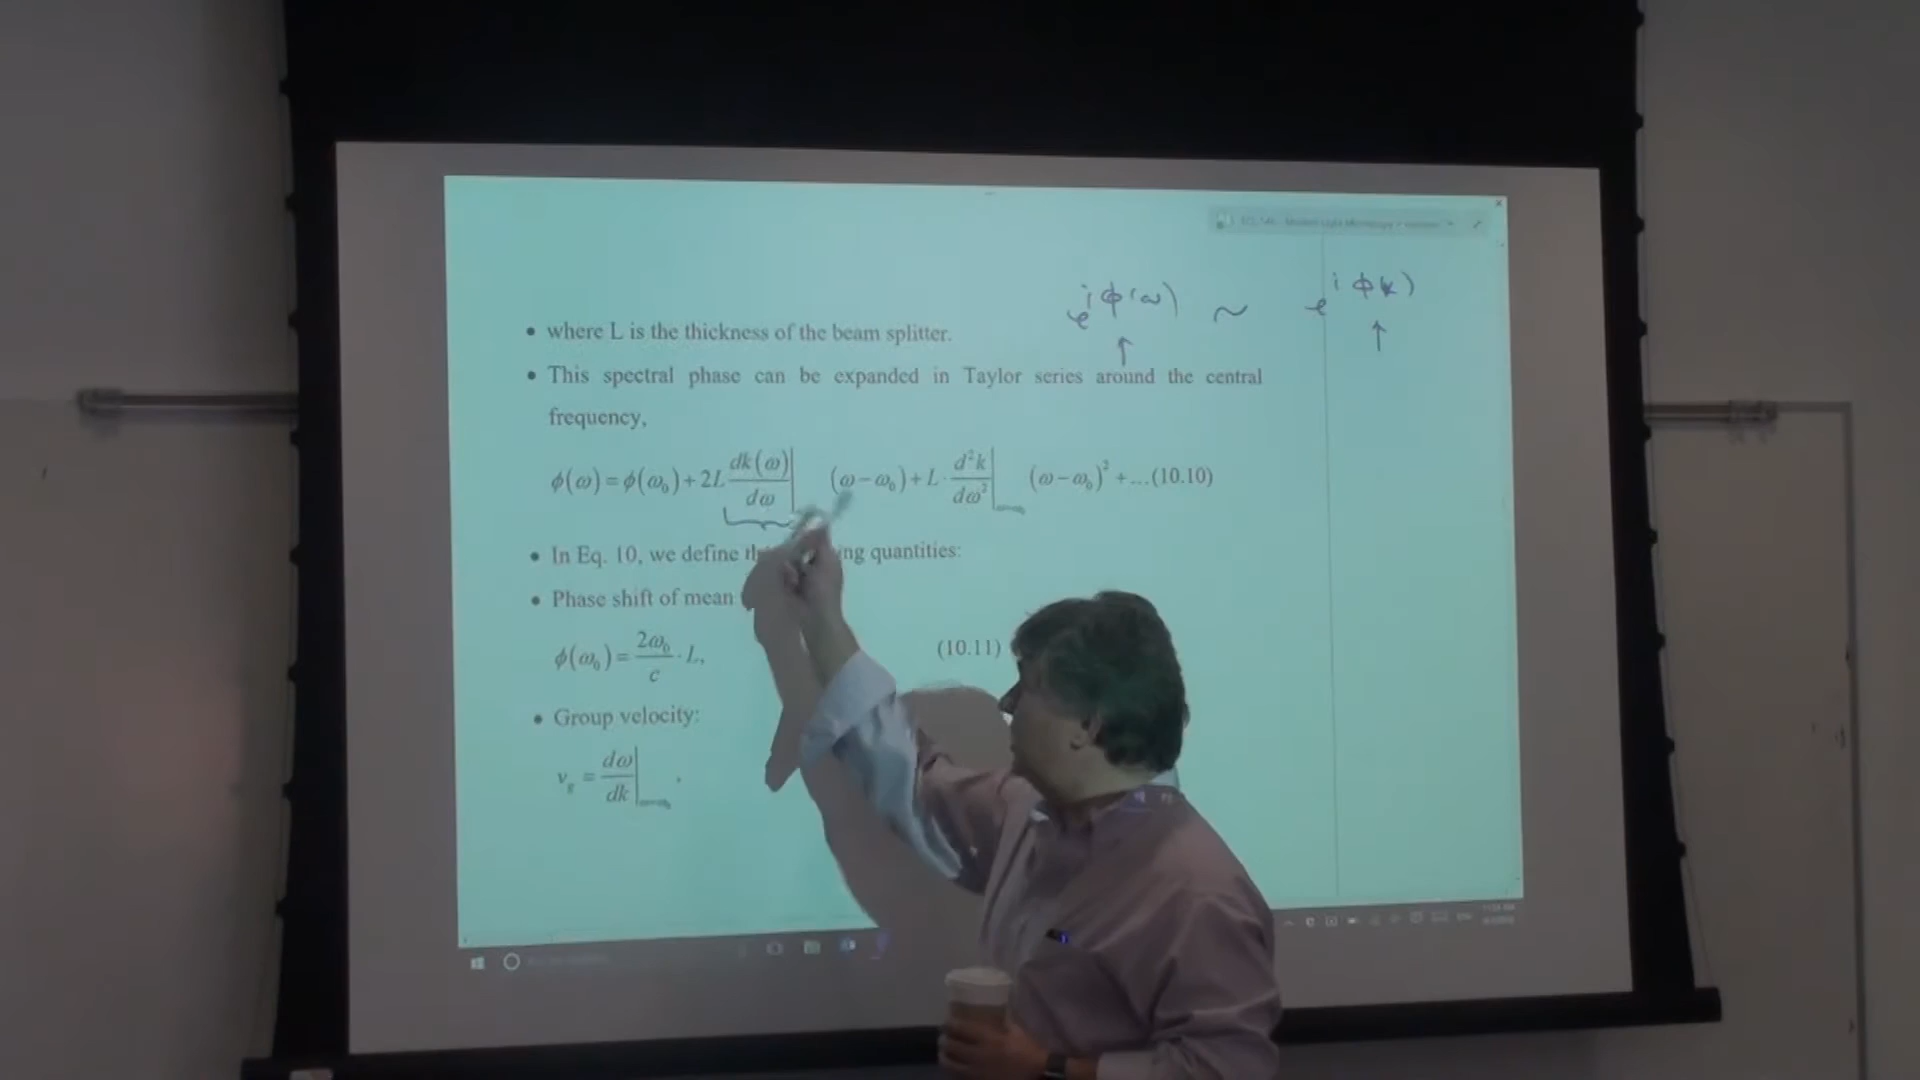 e^{iφ(ω)} ~ e^{iφ(k)}
• where L is the thickness of the beam splitter.
• This spectral phase can be expanded in Taylor series around the central
frequency,
ϕ(ω) = ϕ(ω₀) + 2L dk(ω)/dω | (ω − ω₀) + L · d²k/dω² | (ω − ω₀)² + ...(10.10)
• In Eq. 10, we define quantities:
• Phase shift of mean
ϕ(ω₀) = 2ω₀/c · L, (10.11)
• Group velocity:
v_g = dω/dk | .